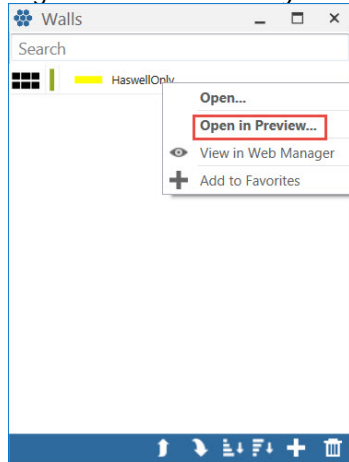 Walls
Search
HaswellOnly
Open...
Open in Preview...
View in Web Manager
Add to Favorites